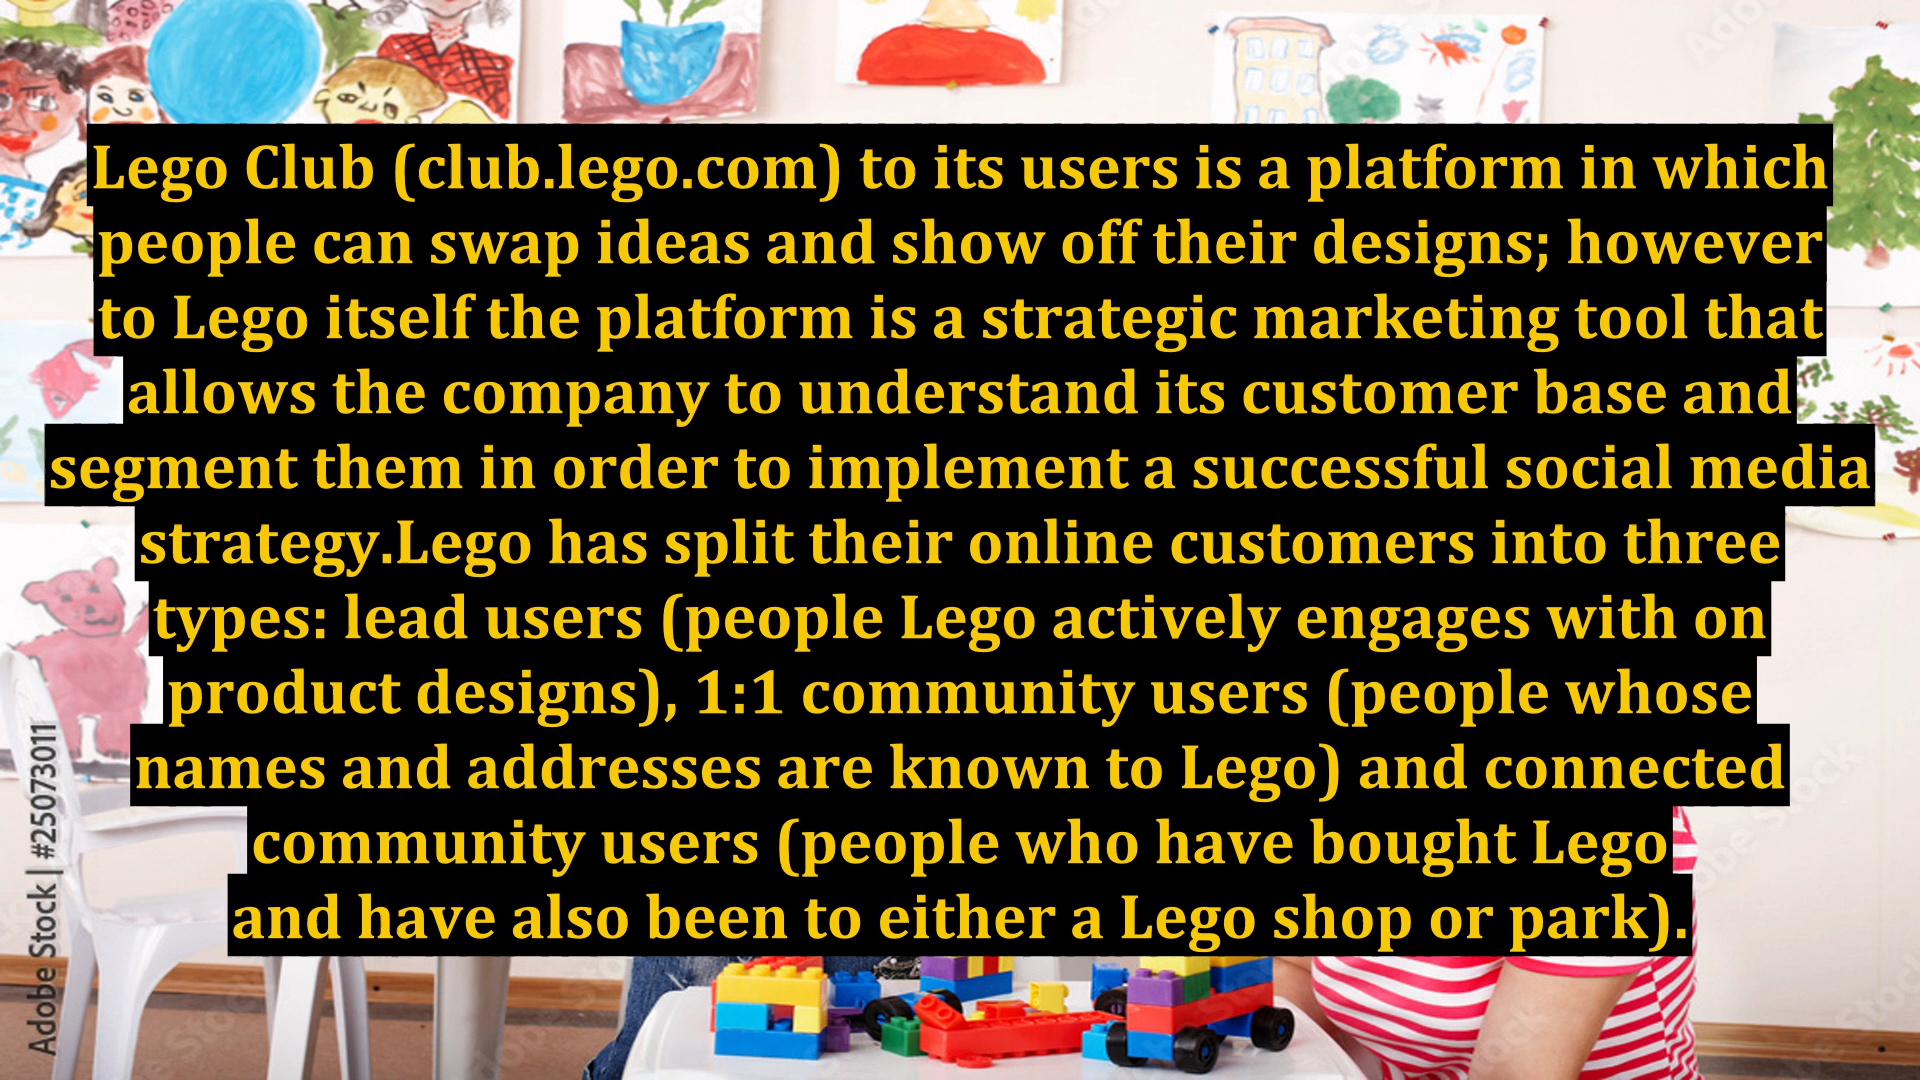 Lego Club (club.lego.com) to its users is a platform in which
people can swap ideas and show off their designs; however
to Lego itself the platform is a strategic marketing tool that
allows the company to understand its customer base and
segment them in order to implement a successful social media
strategy.Lego has split their online customers into three
types: lead users (people Lego actively engages with on
product designs), 1:1 community users (people whose
names and addresses are known to Lego) and connected
community users (people who have bought Lego
and have also been to either a Lego shop or park).
Adobe Stock | #25073011